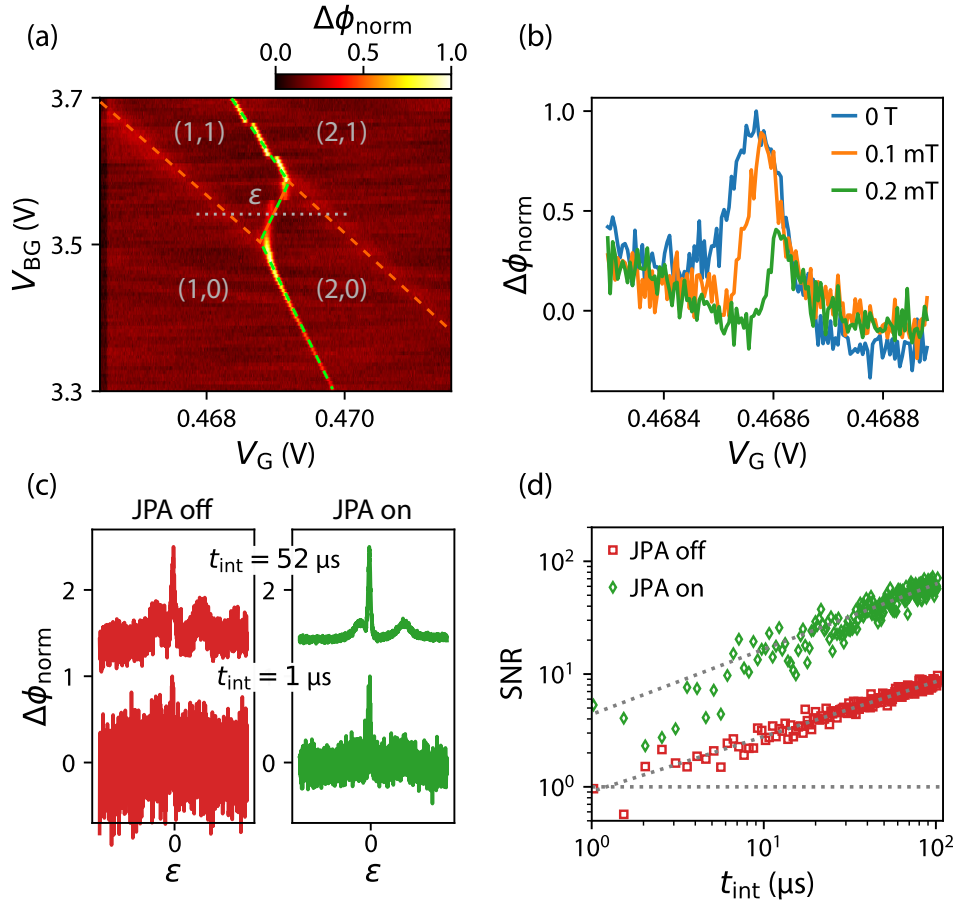 (a)
Δϕnorm
0.0 0.5 1.0
3.7
3.5
3.3
VBG (V)
(1,1)
(2,1)
ε
(1,0)
(2,0)
0.468 0.470
VG (V)
(b)
1.0
0.5
0.0
Δϕnorm
0 T
0.1 mT
0.2 mT
0.4684 0.4686 0.4688
VG (V)
(c)
JPA off JPA on
tint = 52 µs
2 2
Δϕnorm
1
tint = 1 µs
0 0
0 0
ε ε
(d)
10²
10¹
10⁰
SNR
JPA off
JPA on
10⁰ 10¹ 10²
tint (µs)